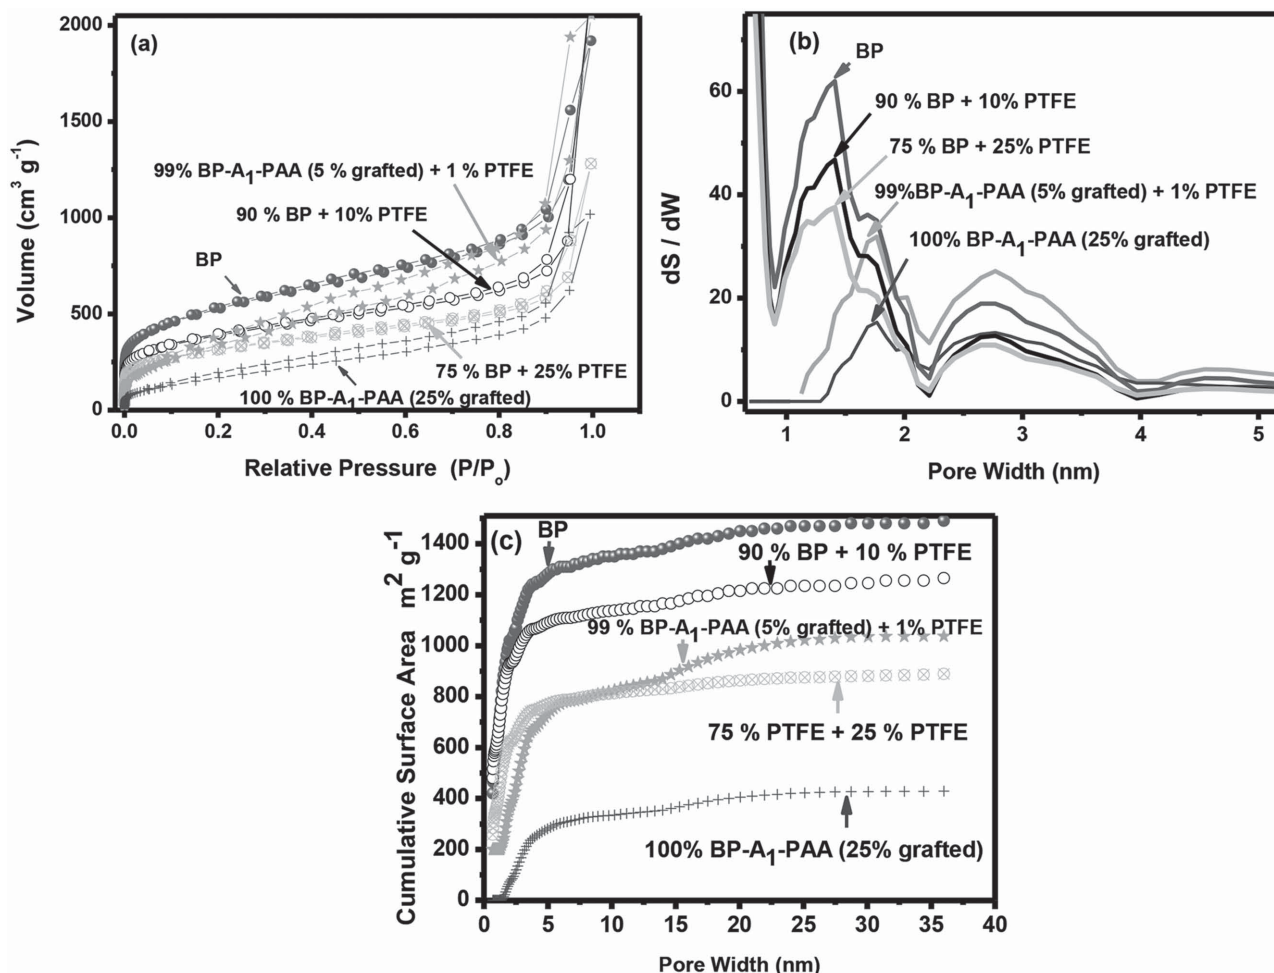 (a)
2000
1500
1000
500
0
Volume (cm³ g⁻¹)
99% BP-A₁-PAA (5 % grafted) + 1 % PTFE
90 % BP + 10% PTFE
BP
75 % BP + 25% PTFE
100 % BP-A₁-PAA (25% grafted)
0.0 0.2 0.4 0.6 0.8 1.0
Relative Pressure (P/Pₒ)
(b)
60
40
20
0
dS / dW
BP
90 % BP + 10% PTFE
75 % BP + 25% PTFE
99%BP-A₁-PAA (5% grafted) + 1% PTFE
100% BP-A₁-PAA (25% grafted)
1 2 3 4 5
Pore Width (nm)
(c)
1400
1200
1000
800
600
400
200
0
Cumulative Surface Area m² g⁻¹
BP
90 % BP + 10 % PTFE
99 % BP-A₁-PAA (5% grafted) + 1% PTFE
75 % PTFE + 25 % PTFE
100% BP-A₁-PAA (25% grafted)
0 5 10 15 20 25 30 35 40
Pore Width (nm)